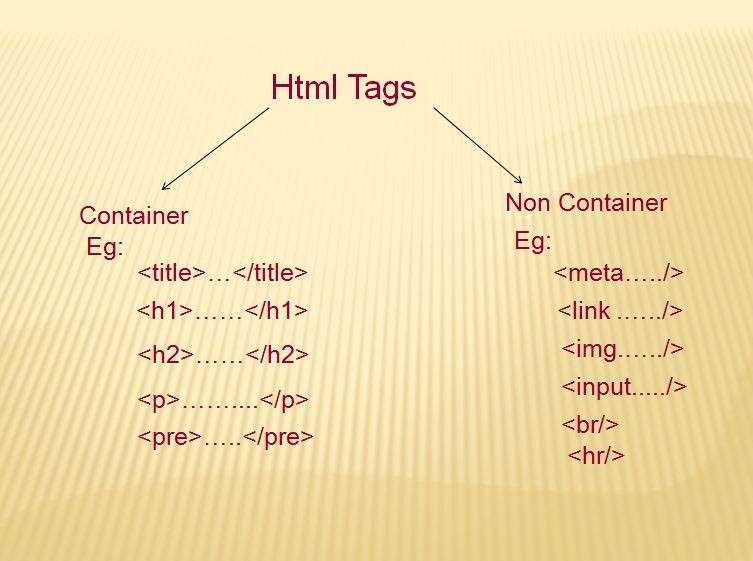 Html Tags
Container
Eg:
<title>…</title>
<h1>……</h1>
<h2>……</h2>
<p>……....</p>
<pre>…..</pre>
Non Container
Eg:
<meta…../>
<link ….../>
<img….../>
<input...../>
<br/>
<hr/>